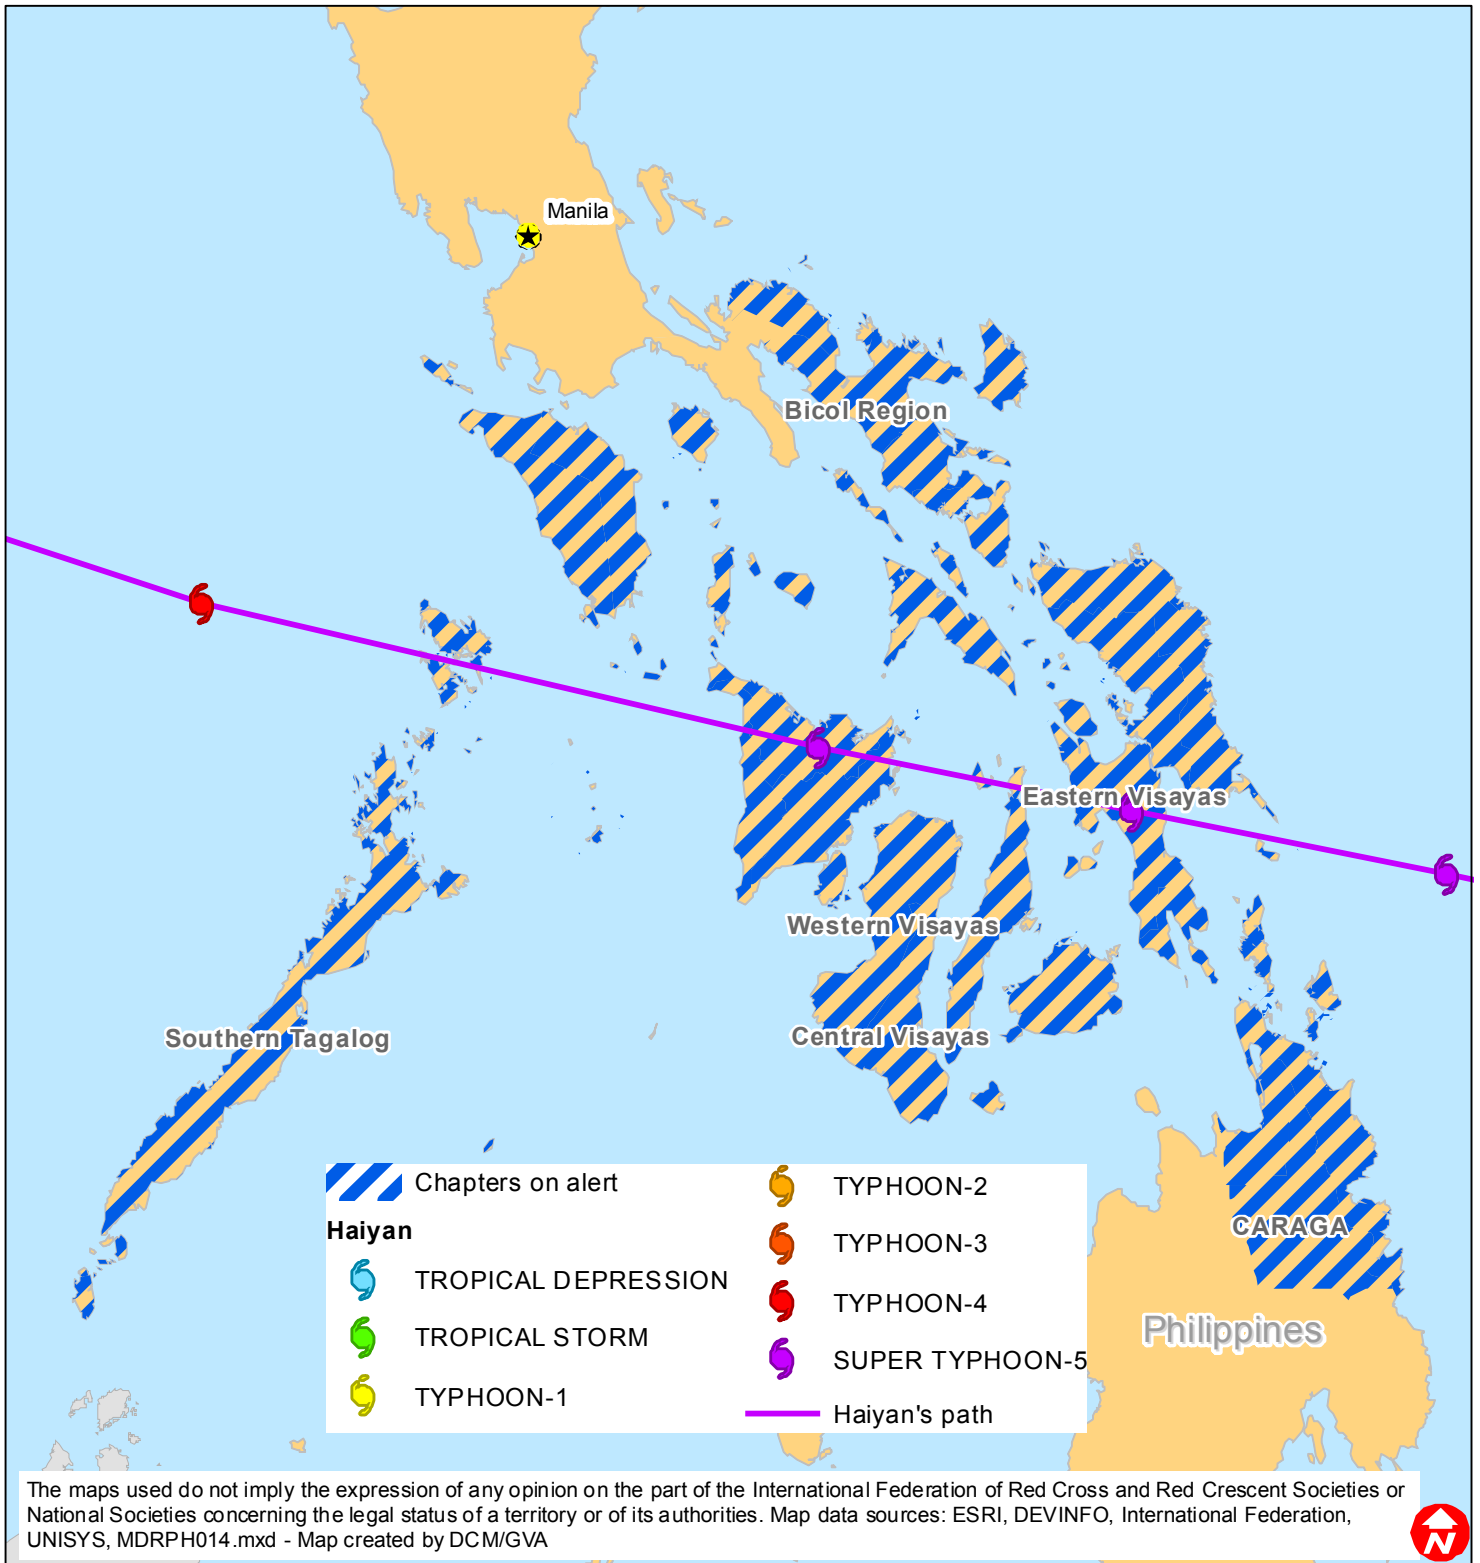 Manila
Bicol Region
Eastern Visayas
Western Visayas
Southern Tagalog
Central Visayas
CARAGA
Philippines
Chapters on alert
Haiyan
TROPICAL DEPRESSION
TROPICAL STORM
TYPHOON-1
TYPHOON-2
TYPHOON-3
TYPHOON-4
SUPER TYPHOON-5
Haiyan's path
The maps used do not imply the expression of any opinion on the part of the International Federation of Red Cross and Red Crescent Societies or
National Societies concerning the legal status of a territory or of its authorities. Map data sources: ESRI, DEVINFO, International Federation,
UNISYS, MDRPH014.mxd - Map created by DCM/GVA
N